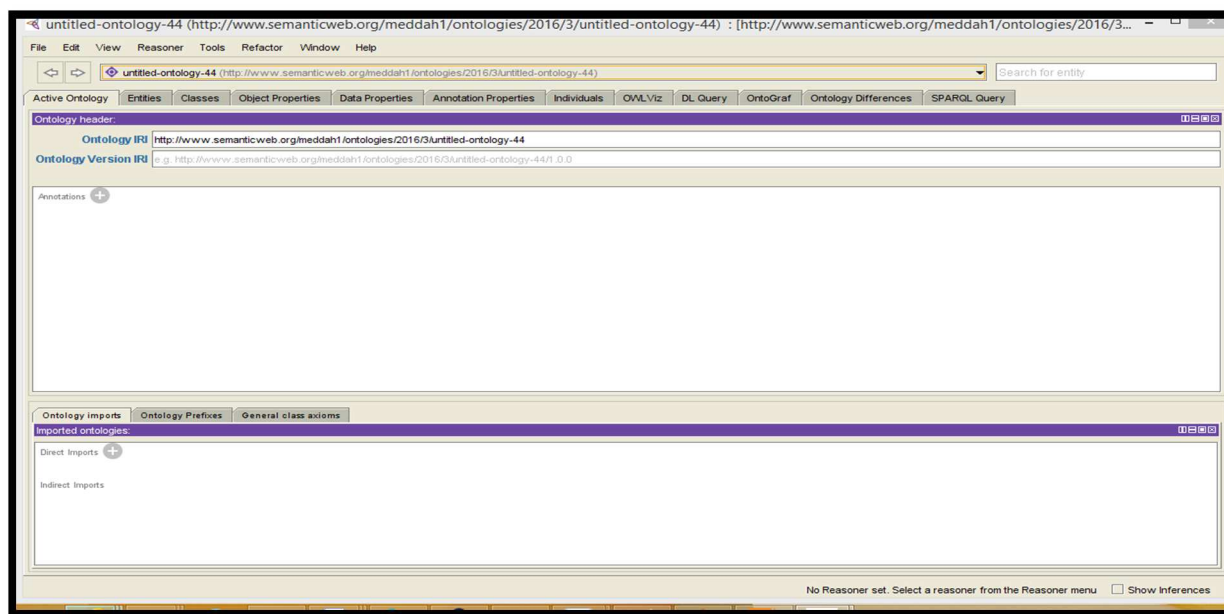 untitled-ontology-44 (http://www.semanticweb.org/meddah1/ontologies/2016/3/untitled-ontology-44) : [http://www.semanticweb.org/meddah1/ontologies/2016/3...
File Edit View Reasoner Tools Refactor Window Help
untitled-ontology-44 (http://www.semanticweb.org/meddah1/ontologies/2016/3/untitled-ontology-44) Search for entity
Active Ontology Entities Classes Object Properties Data Properties Annotation Properties Individuals OWLViz DL Query OntoGraf Ontology Differences SPARQL Query
Ontology header:
Ontology IRI http://www.semanticweb.org/meddah1/ontologies/2016/3/untitled-ontology-44
Ontology Version IRI e.g. http://www.semanticweb.org/meddah1/ontologies/2016/3/untitled-ontology-44/1.0.0
Annotations
Ontology imports Ontology Prefixes General class axioms
Imported ontologies:
Direct Imports
Indirect Imports
No Reasoner set. Select a reasoner from the Reasoner menu Show Inferences